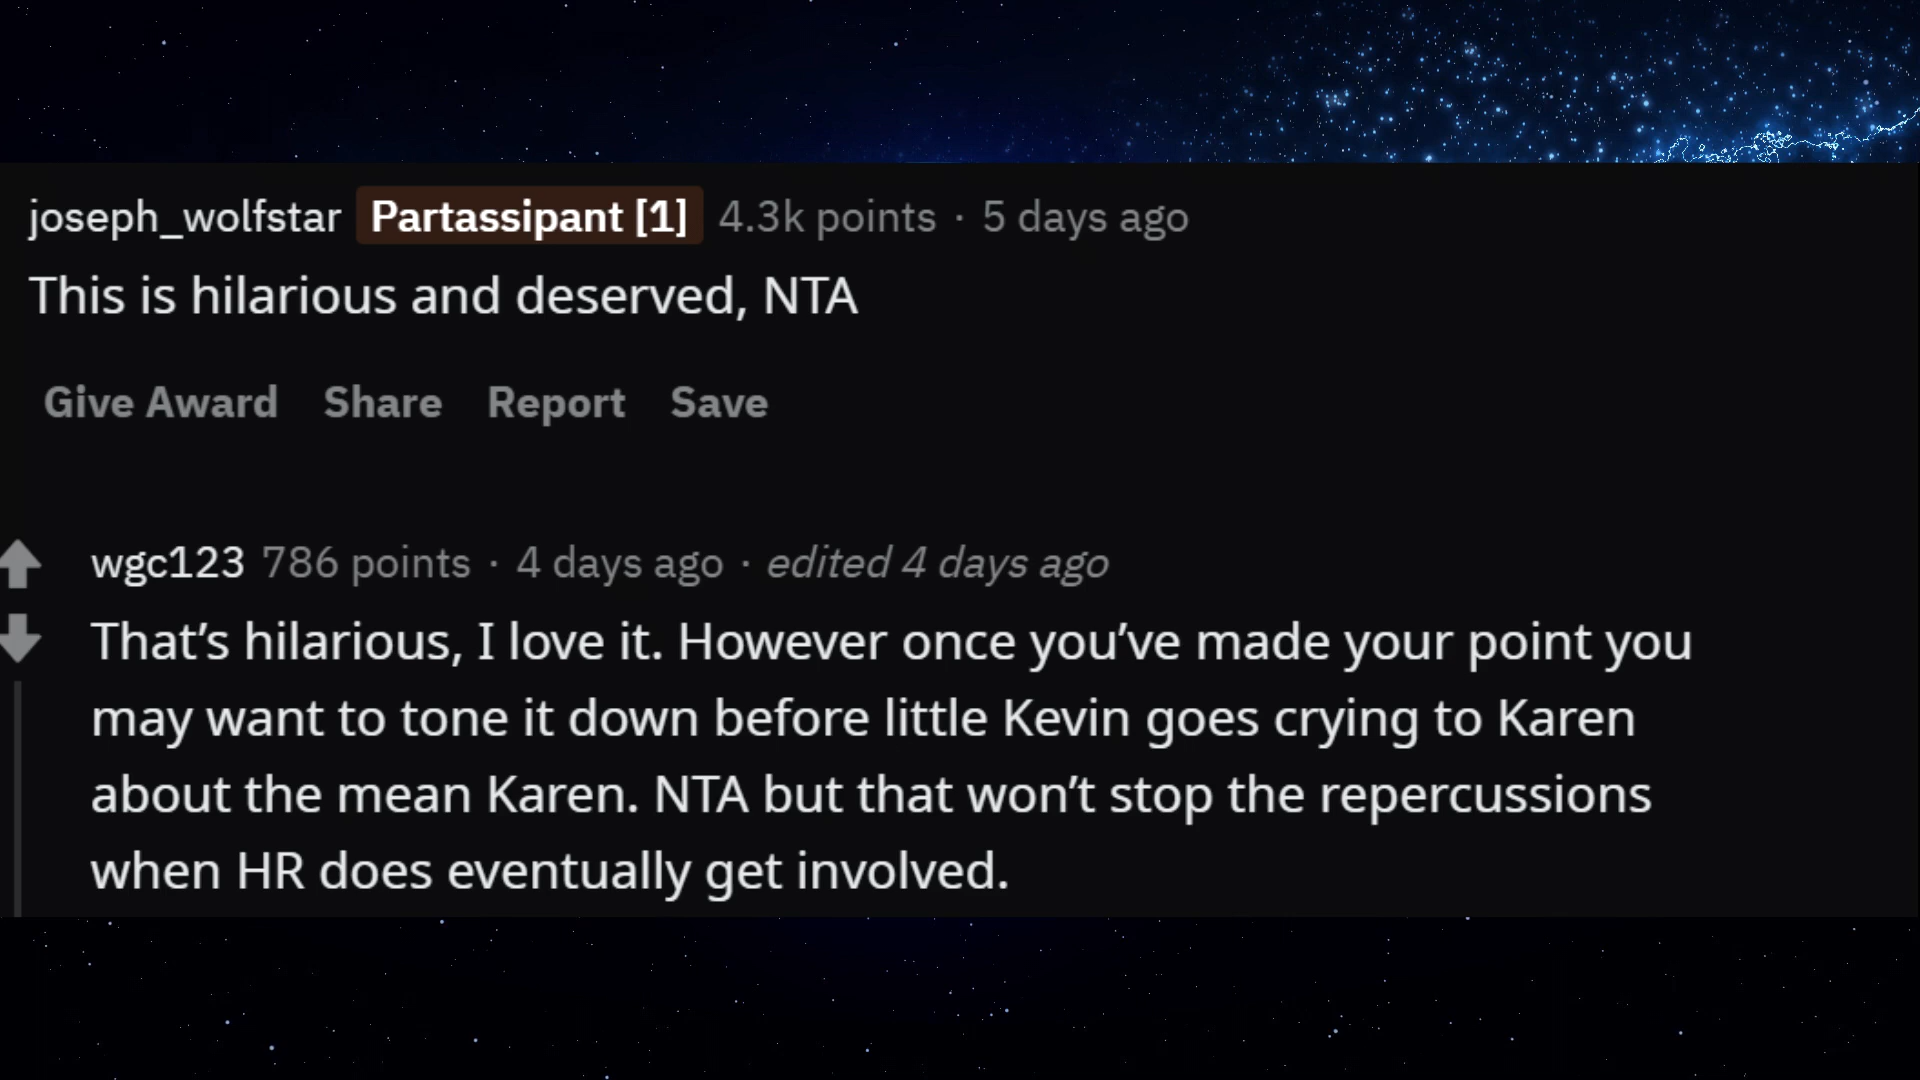 joseph_wolfstar Partassipant [1] 4.3k points · 5 days ago
This is hilarious and deserved, NTA
Give Award Share Report Save
wgc123 786 points · 4 days ago · edited 4 days ago
That’s hilarious, I love it. However once you’ve made your point you
may want to tone it down before little Kevin goes crying to Karen
about the mean Karen. NTA but that won’t stop the repercussions
when HR does eventually get involved.